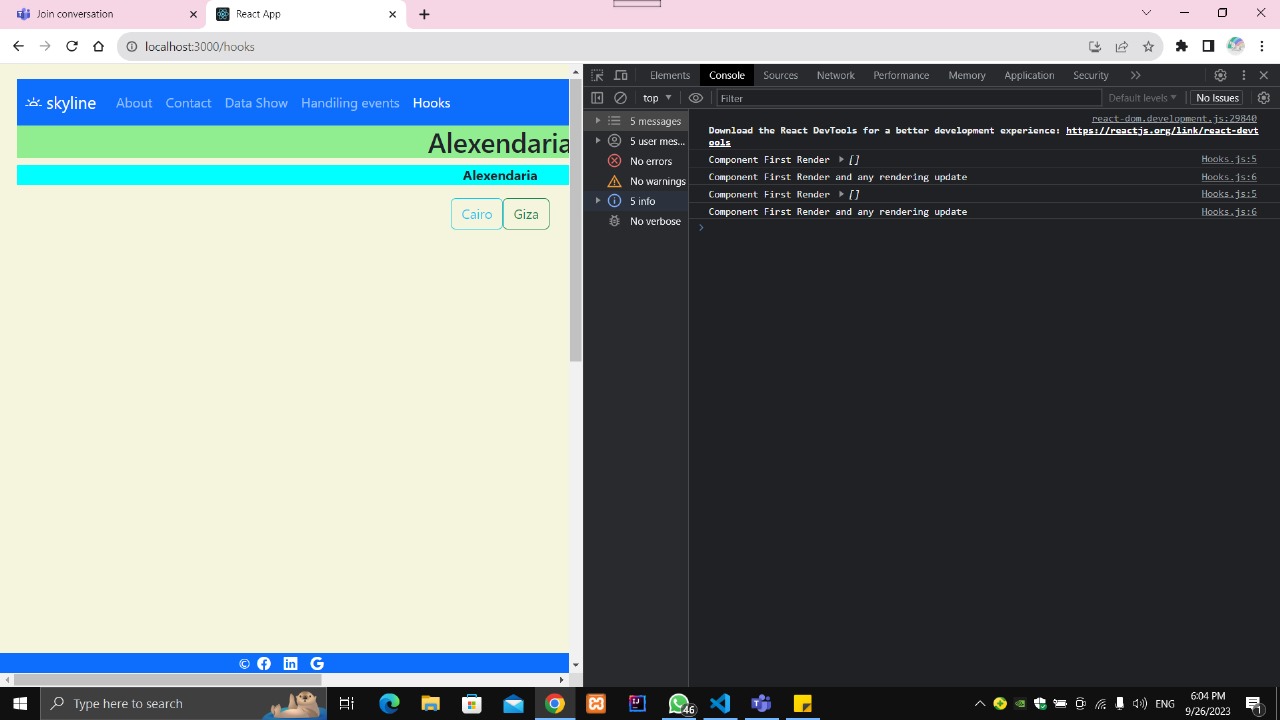 Join conversation
React App
localhost:3000/hooks
skyline About Contact Data Show Handiling events Hooks
Alexendaria
Alexendaria
Cairo Giza
©
Elements Console Sources Network Performance Memory Application Security
top Filter Default levels No Issues
5 messages
5 user mes...
No errors
No warnings
5 info
No verbose
react-dom.development.js:29840
Download the React DevTools for a better development experience: https://reactjs.org/link/react-devt
ools
Component First Render ▶ [] Hooks.js:5
Component First Render and any rendering update Hooks.js:6
Component First Render ▶ [] Hooks.js:5
Component First Render and any rendering update Hooks.js:6
Type here to search
46
ENG
6:04 PM
9/26/2023
1